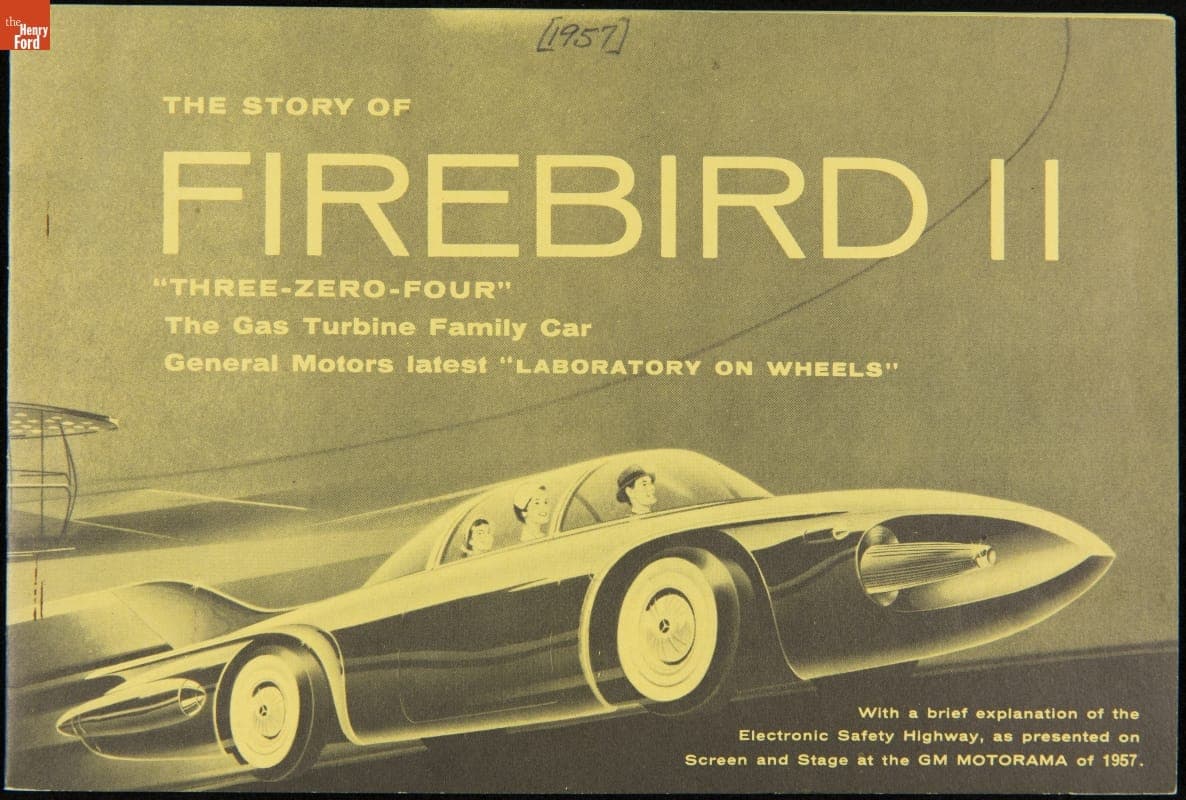 the
Henry
Ford
[1957]
THE STORY OF
FIREBIRD II
"THREE-ZERO-FOUR"
The Gas Turbine Family Car
General Motors latest "LABORATORY ON WHEELS"
With a brief explanation of the
Electronic Safety Highway, as presented on
Screen and Stage at the GM MOTORAMA of 1957.